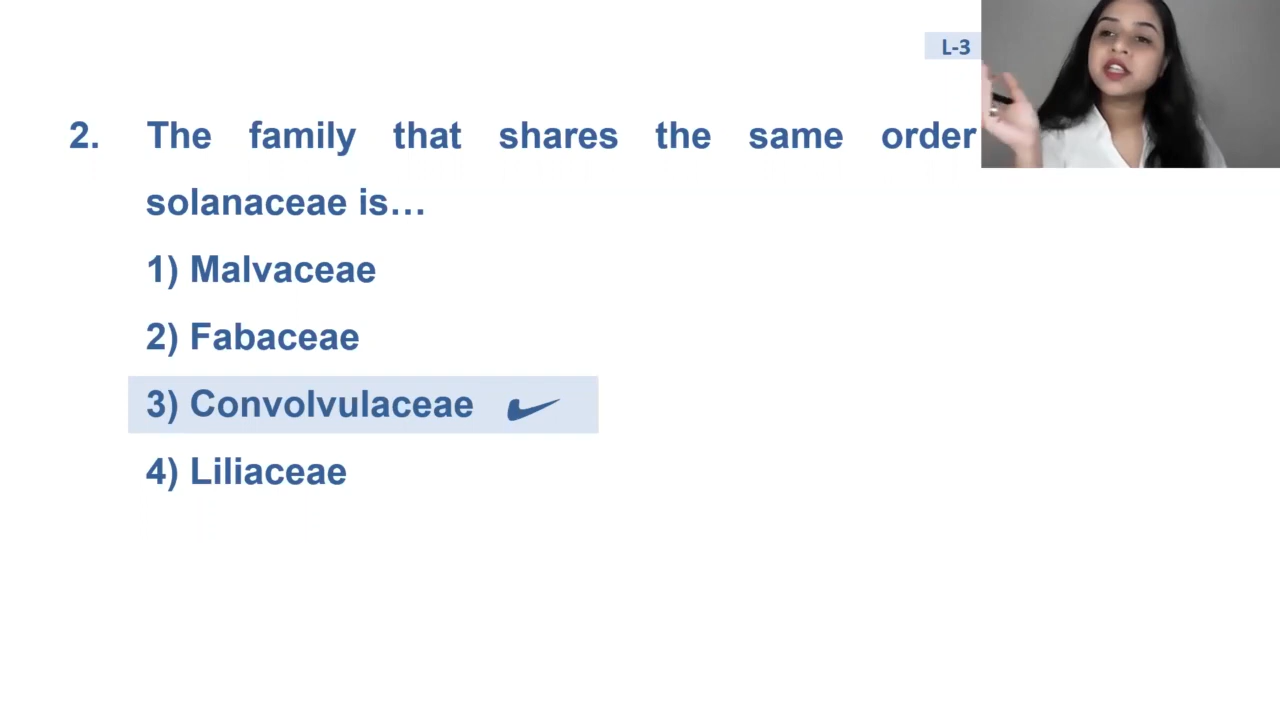 L-3
2. The family that shares the same order
solanaceae is…
1) Malvaceae
2) Fabaceae
3) Convolvulaceae
4) Liliaceae